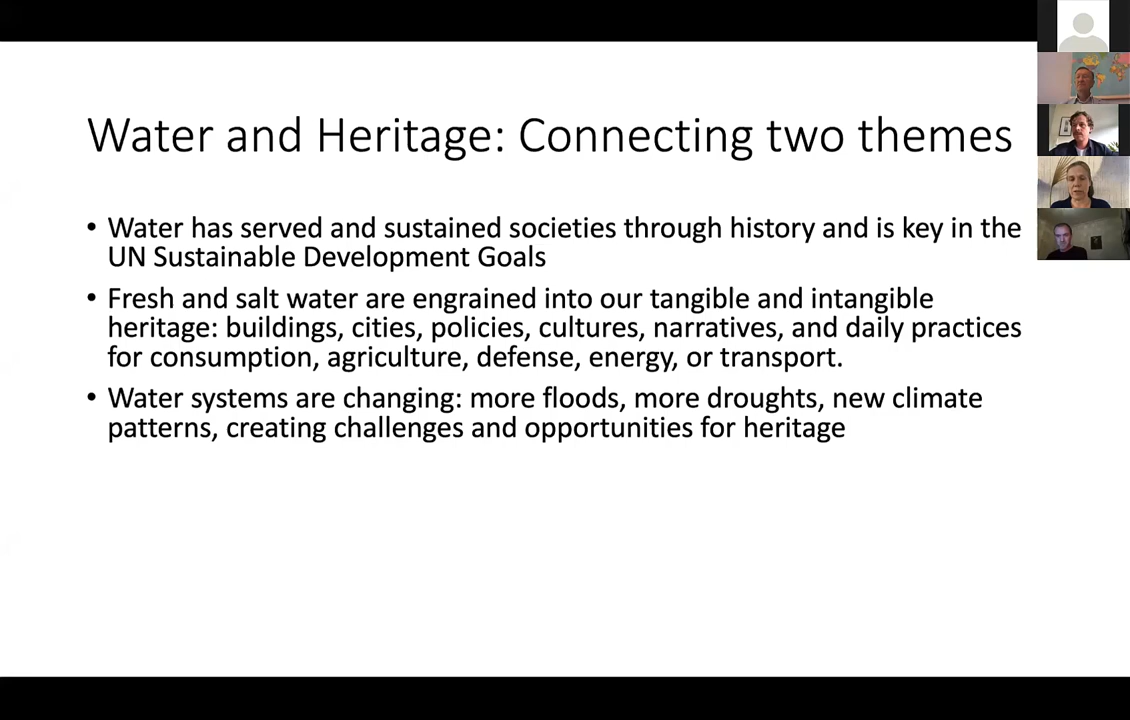 Water and Heritage: Connecting two themes
• Water has served and sustained societies through history and is key in the
UN Sustainable Development Goals
• Fresh and salt water are engrained into our tangible and intangible
heritage: buildings, cities, policies, cultures, narratives, and daily practices
for consumption, agriculture, defense, energy, or transport.
• Water systems are changing: more floods, more droughts, new climate
patterns, creating challenges and opportunities for heritage